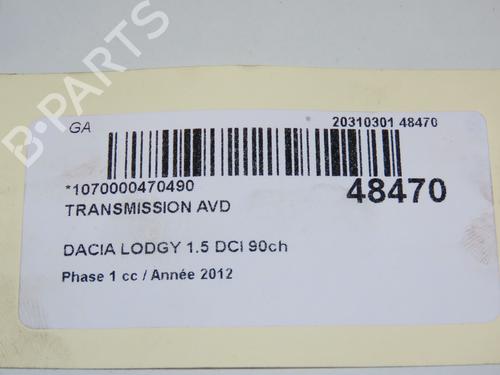 B-PARTS
GA
20310301 48470
*1070000470490
48470
TRANSMISSION AVD
DACIA LODGY 1.5 DCI 90ch
Phase 1 cc / Année 2012